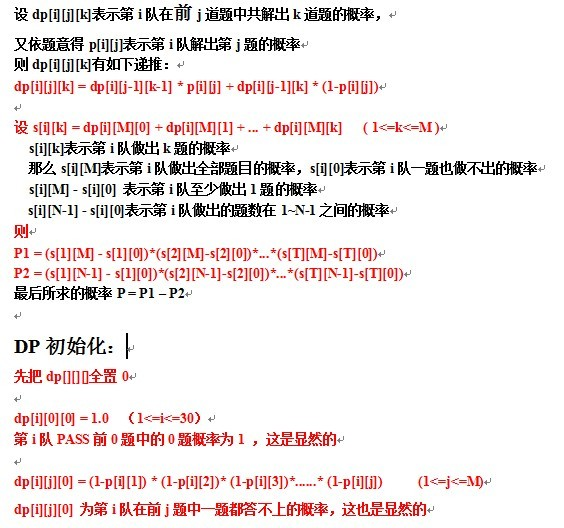 设 dp[i][j][k]表示第 i 队在前 j 道题中共解出 k 道题的概率，
又依题意得 p[i][j]表示第 i 队解出第 j 题的概率
则 dp[i][j][k]有如下递推：
dp[i][j][k] = dp[i][j-1][k-1] * p[i][j] + dp[i][j-1][k] * (1-p[i][j])
设 s[i][k] = dp[i][M][0] + dp[i][M][1] + ... + dp[i][M][k] ( 1<=k<=M )
s[i][k]表示第 i 队做出 k 题的概率
那么 s[i][M]表示第 i 队做出全部题目的概率，s[i][0]表示第 i 队一题也做不出的概率
s[i][M] - s[i][0] 表示第 i 队至少做出 1 题的概率
s[i][N-1] - s[i][0]表示第 i 队做出的题数在 1~N-1 之间的概率
则
P1 = (s[1][M] - s[1][0])*(s[2][M]-s[2][0])*...*(s[T][M]-s[T][0])
P2 = (s[1][N-1] - s[1][0])*(s[2][N-1]-s[2][0])*...*(s[T][N-1]-s[T][0])
最后所求的概率 P = P1 – P2
DP 初始化：
先把 dp[][][]全置 0
dp[i][0][0] = 1.0 （1<=i<=30）
第 i 队 PASS 前 0 题中的 0 题概率为 1 ，这是显然的
dp[i][j][0] = (1-p[i][1]) * (1-p[i][2])* (1-p[i][3])*......* (1-p[i][j]) (1<=j<=M)
dp[i][j][0] 为第 i 队在前 j 题中一题都答不上的概率，这也是显然的